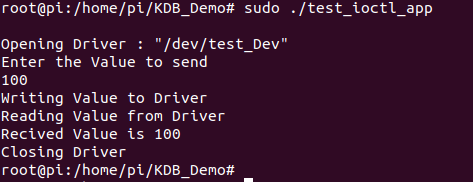 root@pi:/home/pi/KDB_Demo# sudo ./test_ioctl_app
Opening Driver : "/dev/test_Dev"
Enter the Value to send
100
Writing Value to Driver
Reading Value from Driver
Recived Value is 100
Closing Driver
root@pi:/home/pi/KDB_Demo#